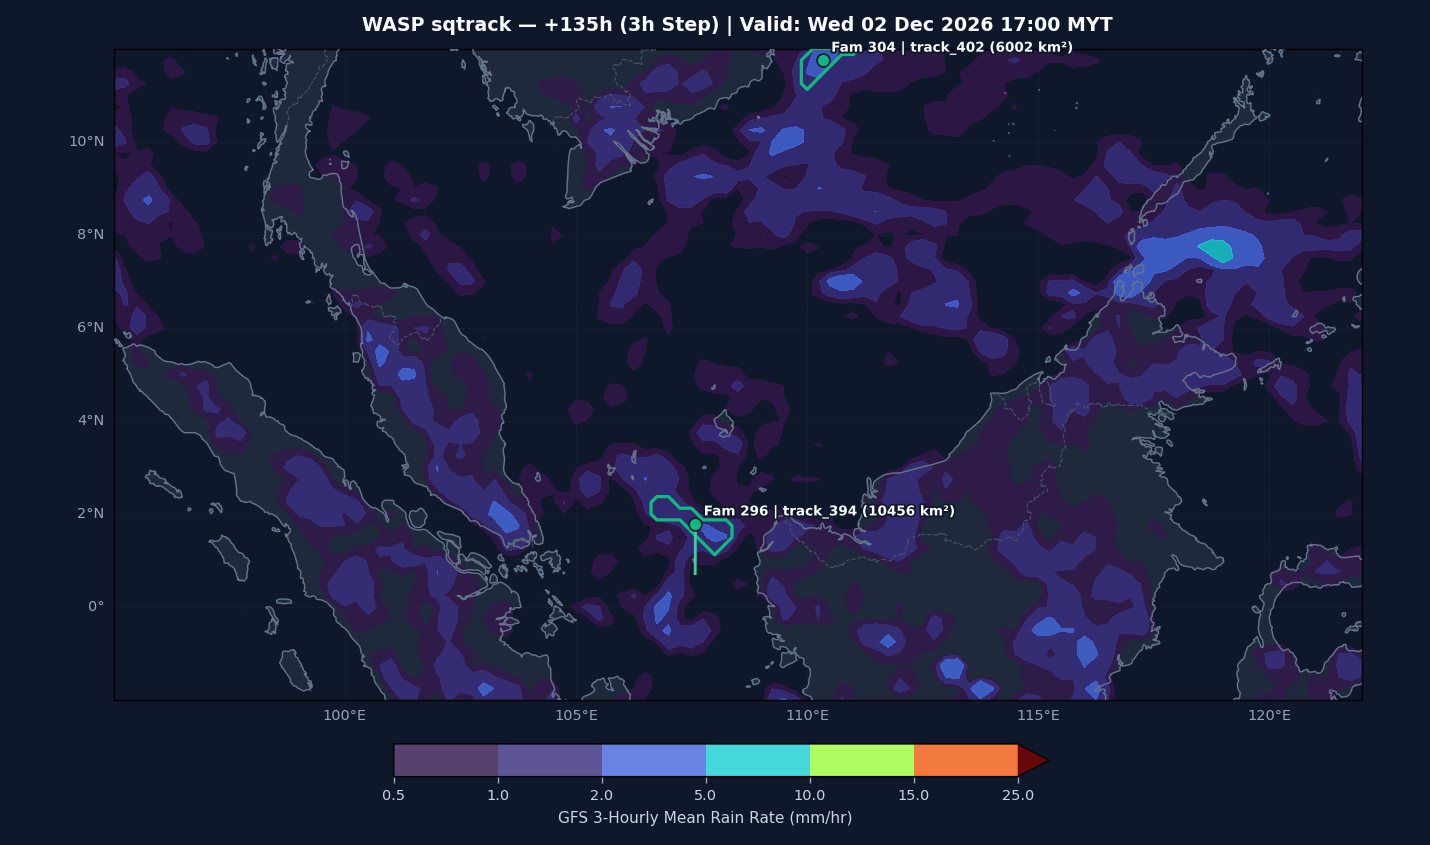 WASP sqtrack — +135h (3h Step) | Valid: Wed 02 Dec 2026 17:00 MYT
Fam 304 | track_402 (6002 km²)
10°N
8°N
6°N
4°N
2°N
Fam 296 | track_394 (10456 km²)
0°
100°E 105°E 110°E 115°E 120°E
0.5 1.0 2.0 5.0 10.0 15.0 25.0
GFS 3-Hourly Mean Rain Rate (mm/hr)